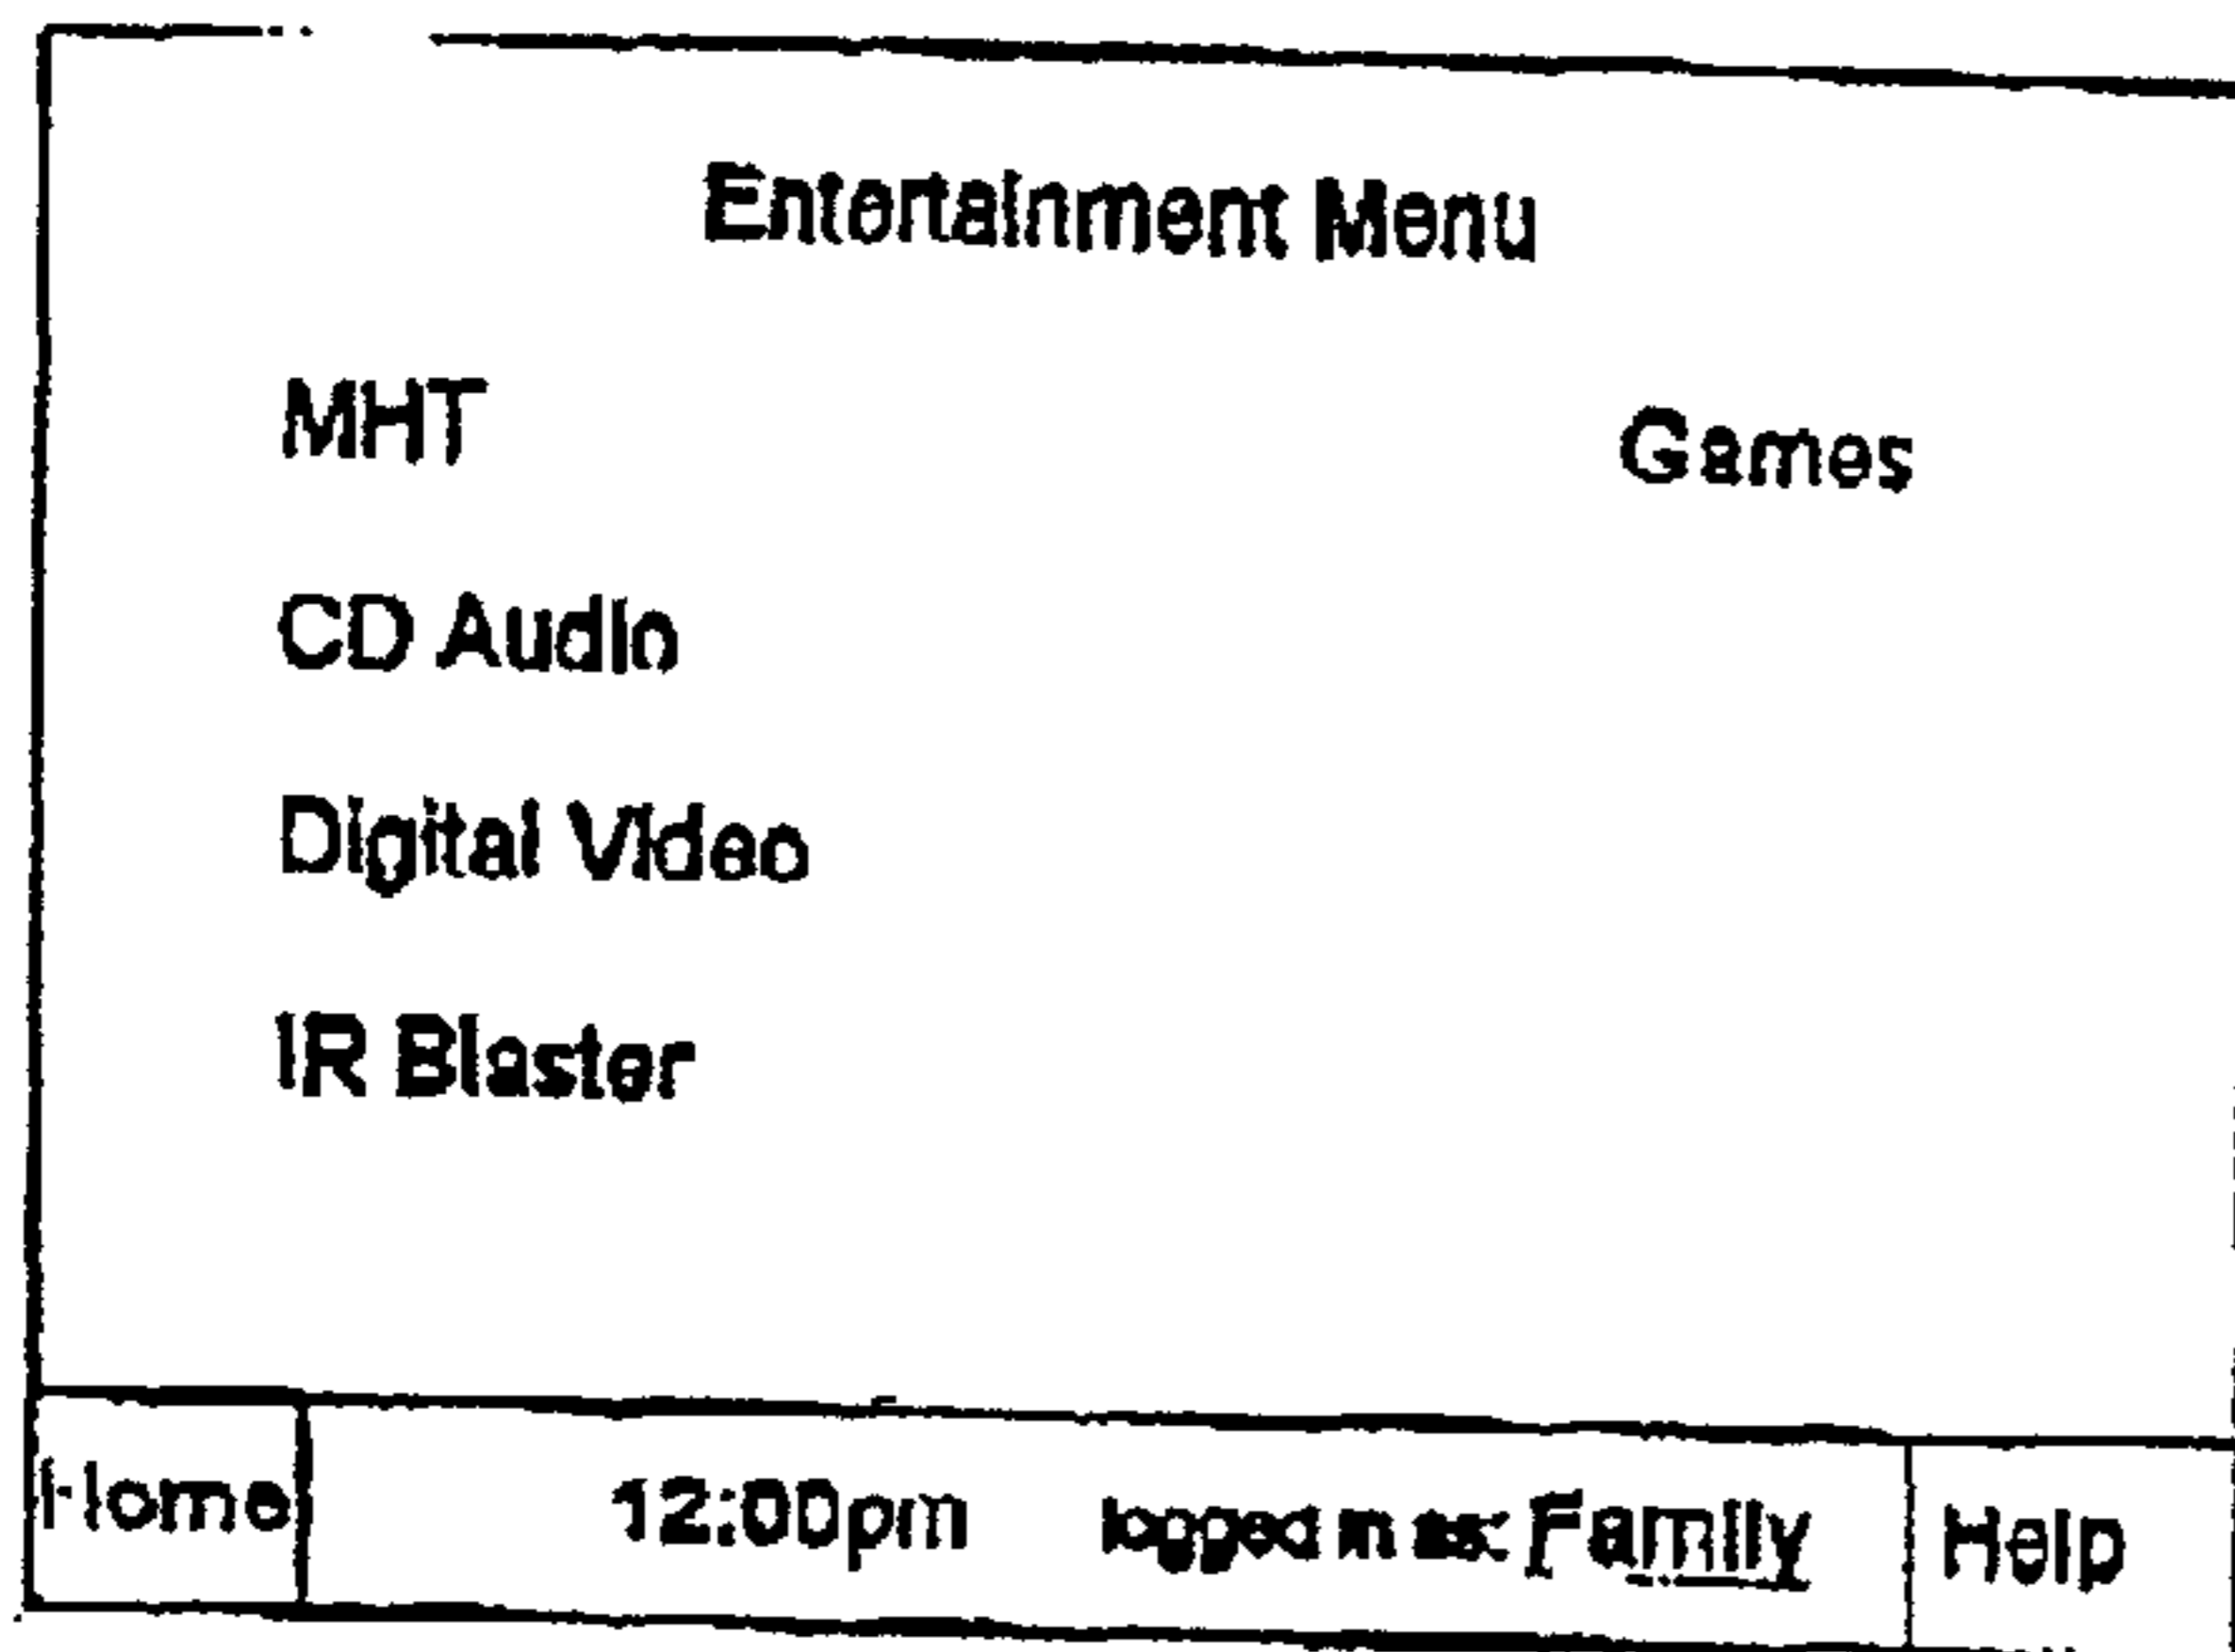 Entertainment Menu
MHT Games
CD Audio
Digital Video
IR Blaster
Home 12:00pm logged in as: Family Help